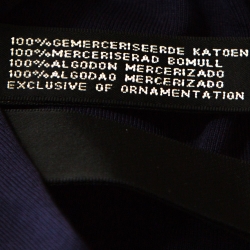 100%GEMERCERISEERDE KATOEN
100%MERCERISERAD BOMULL
100%ALGODON MERCERIZADO
100%ALGODAO MERCERIZADO
EXCLUSIVE OF ORNAMENTATION